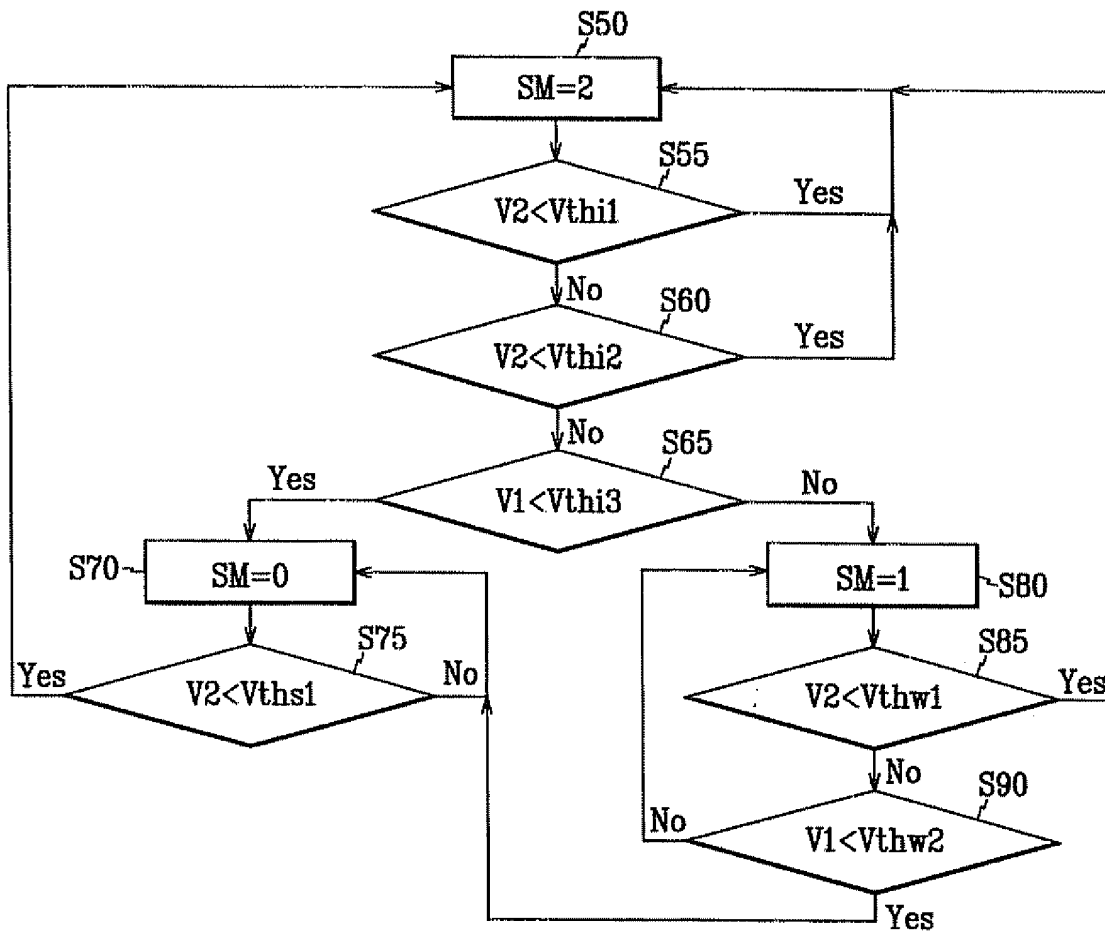 S50
SM=2
S55
V2<Vthi1
Yes
No
S60
V2<Vthi2
Yes
No
S65
Yes
V1<Vthi3
No
S70
SM=0
SM=1
S80
S75
Yes
V2<Vths1
No
S85
V2<Vthw1
Yes
No
S90
No
V1<Vthw2
Yes